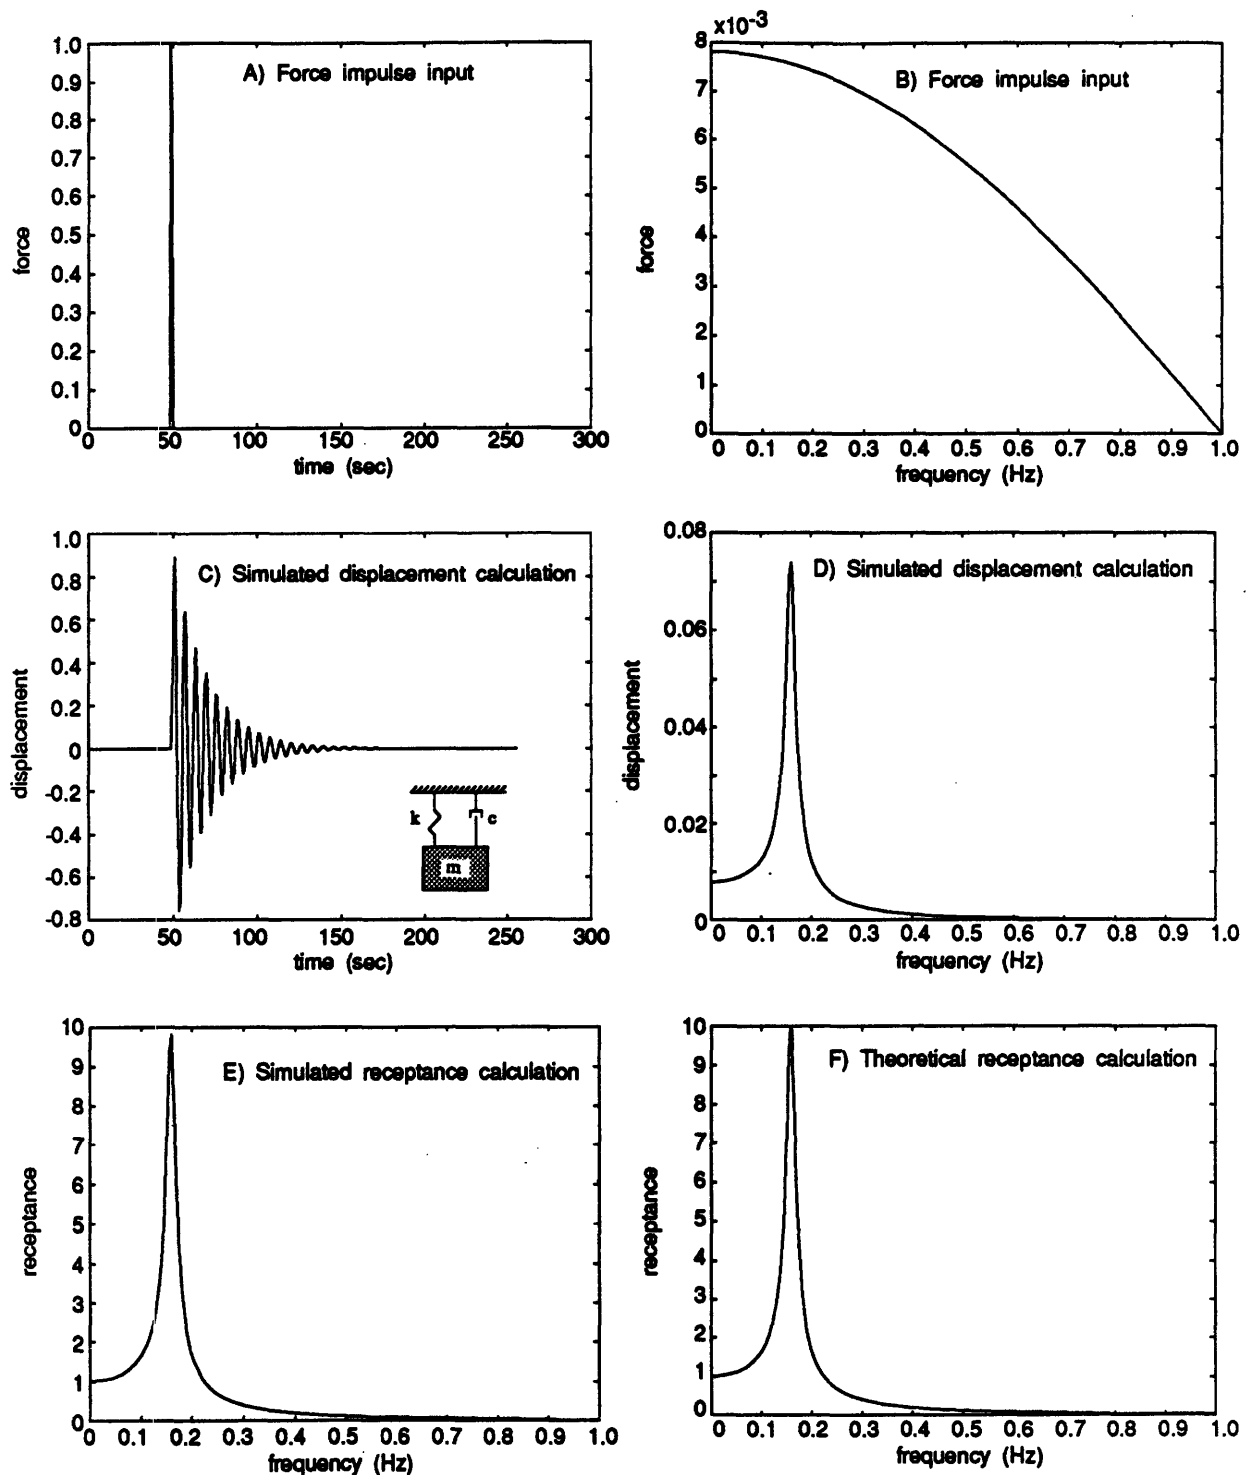 A) Force impulse input
force
1.0
0.9
0.8
0.7
0.6
0.5
0.4
0.3
0.2
0.1
0
0 50 100 150 200 250 300
time (sec)
x10-3
B) Force impulse input
force
8
7
6
5
4
3
2
1
0
0 0.1 0.2 0.3 0.4 0.5 0.6 0.7 0.8 0.9 1.0
frequency (Hz)
C) Simulated displacement calculation
displacement
1.0
0.8
0.6
0.4
0.2
0
-0.2
-0.4
-0.6
-0.8
k
c
m
0 50 100 150 200 250 300
time (sec)
D) Simulated displacement calculation
displacement
0.08
0.06
0.04
0.02
0
0 0.1 0.2 0.3 0.4 0.5 0.6 0.7 0.8 0.9 1.0
frequency (Hz)
E) Simulated receptance calculation
receptance
10
9
8
7
6
5
4
3
2
1
0
0 0.1 0.2 0.3 0.4 0.5 0.6 0.7 0.8 0.9 1.0
frequency (Hz)
F) Theoretical receptance calculation
receptance
10
9
8
7
6
5
4
3
2
1
0
0 0.1 0.2 0.3 0.4 0.5 0.6 0.7 0.8 0.9 1.0
frequency (Hz)